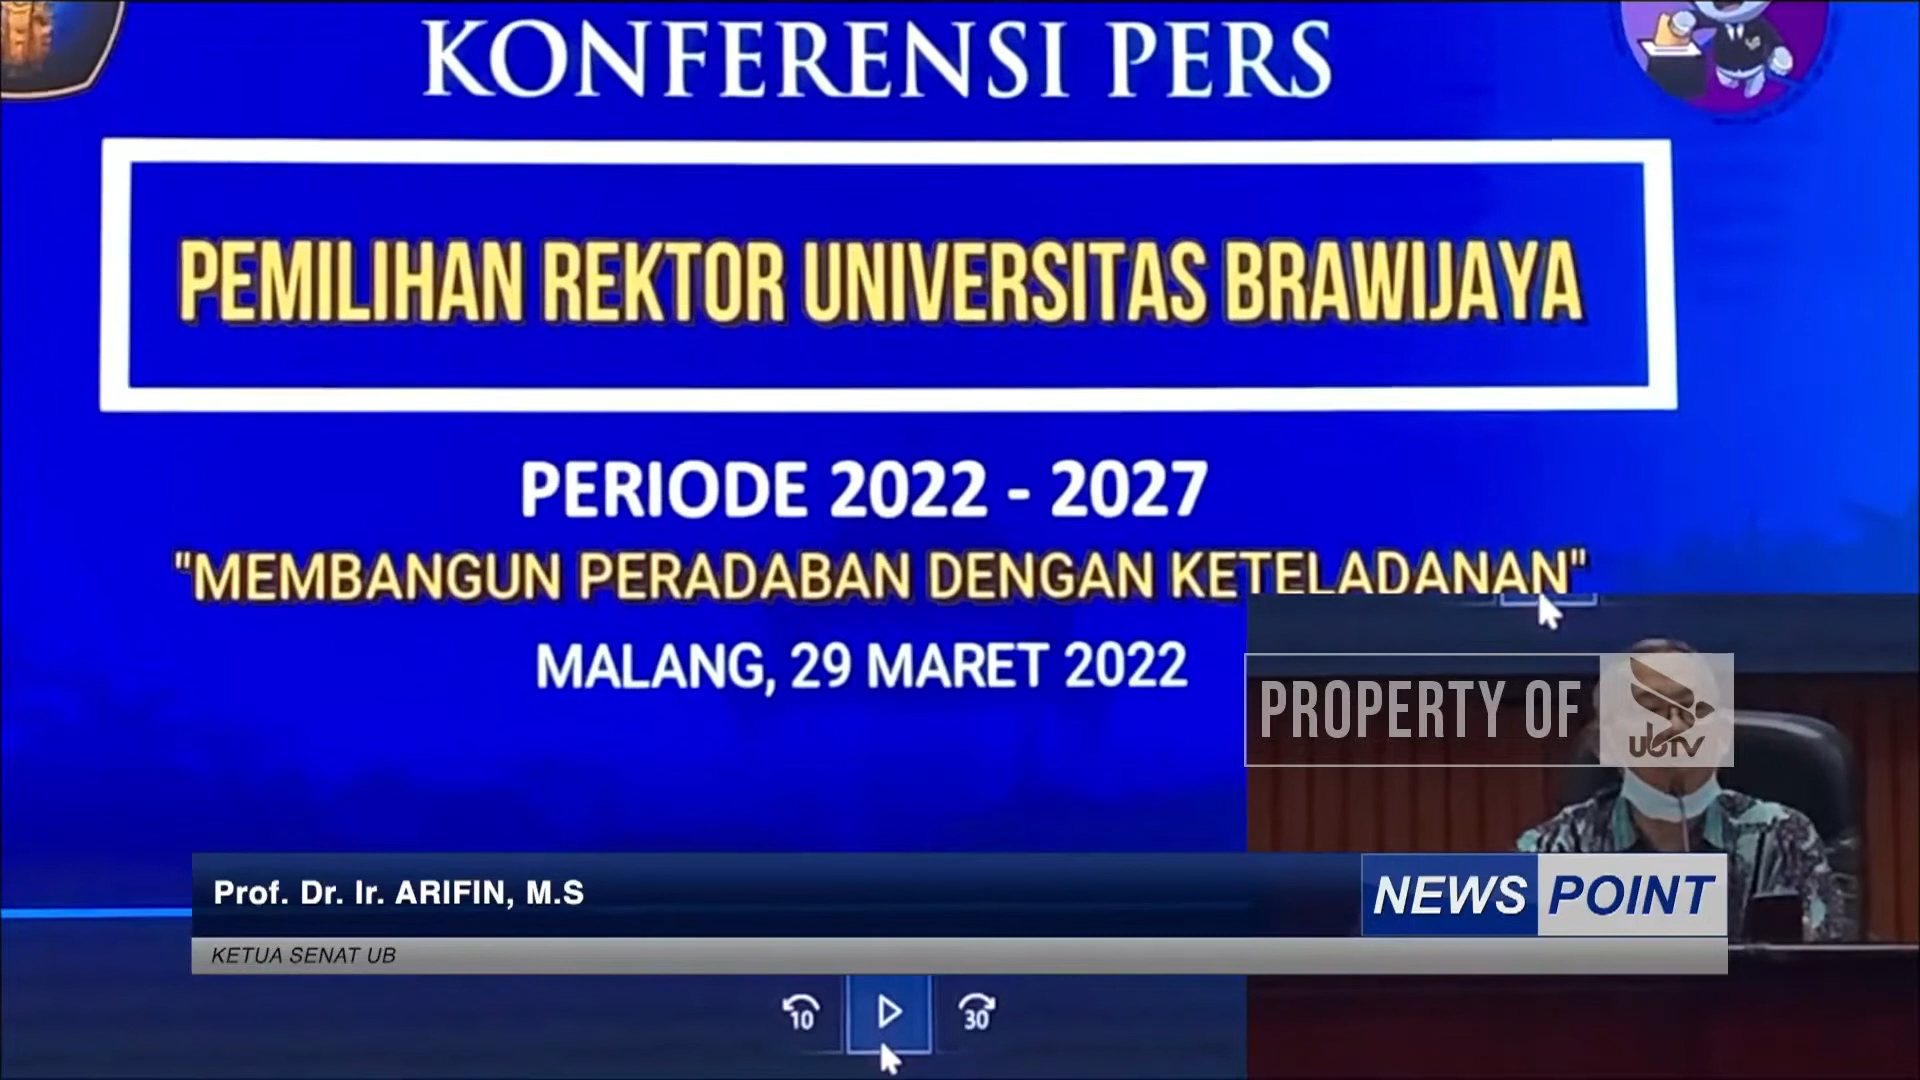 KONFERENSI PERS
PEMILIHAN REKTOR UNIVERSITAS BRAWIJAYA
PERIODE 2022 - 2027
"MEMBANGUN PERADABAN DENGAN KETELADANAN"
MALANG, 29 MARET 2022
PROPERTY OF
UBTV
Prof. Dr. Ir. ARIFIN, M.S
NEWS POINT
KETUA SENAT UB
10
30